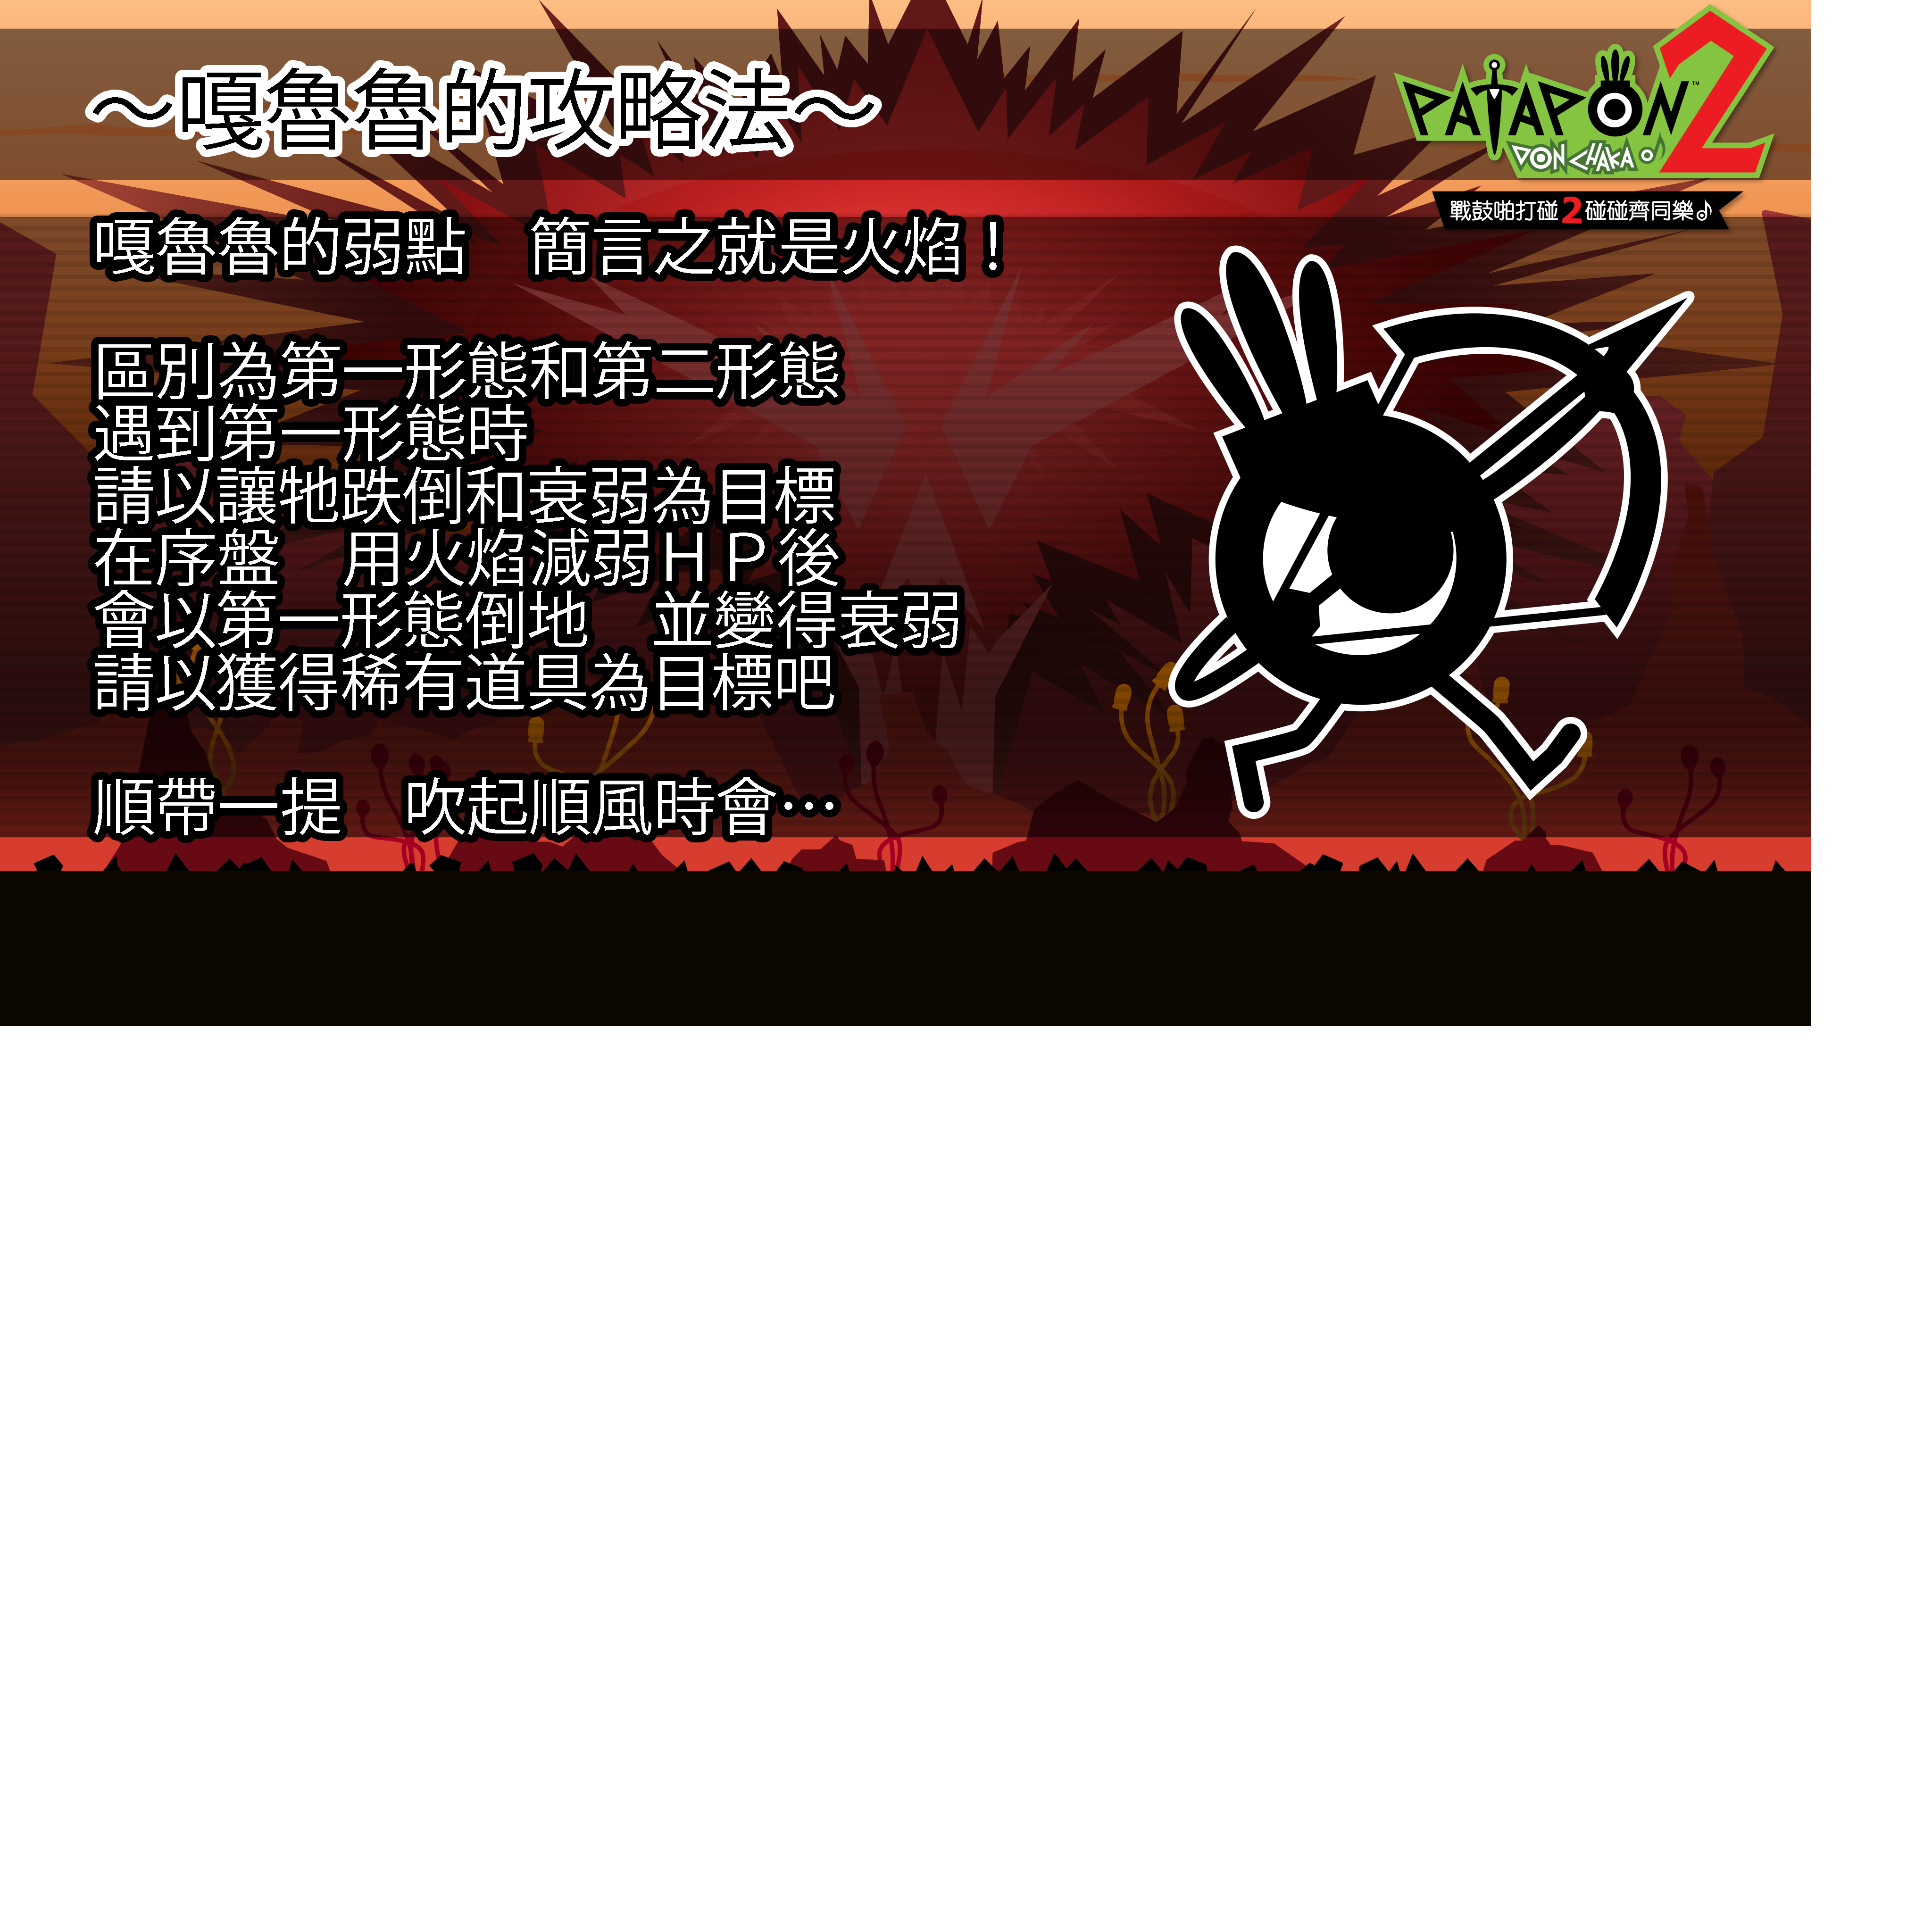 ～嘎魯魯的攻略法～
PATAPON 2™
DON CHAKA♪
戰鼓啪打碰2碰碰齊同樂♪
嘎魯魯的弱點　簡言之就是火焰！
區別為第一形態和第二形態
遇到第一形態時
請以讓牠跌倒和衰弱為目標
在序盤　用火焰減弱ＨＰ後
會以第一形態倒地　並變得衰弱
請以獲得稀有道具為目標吧
順帶一提　吹起順風時會…